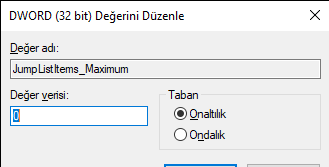 DWORD (32 bit) Değerini Düzenle
Değer adı:
JumpListItems_Maximum
Değer verisi:
0
Taban
Onaltılık
Ondalık